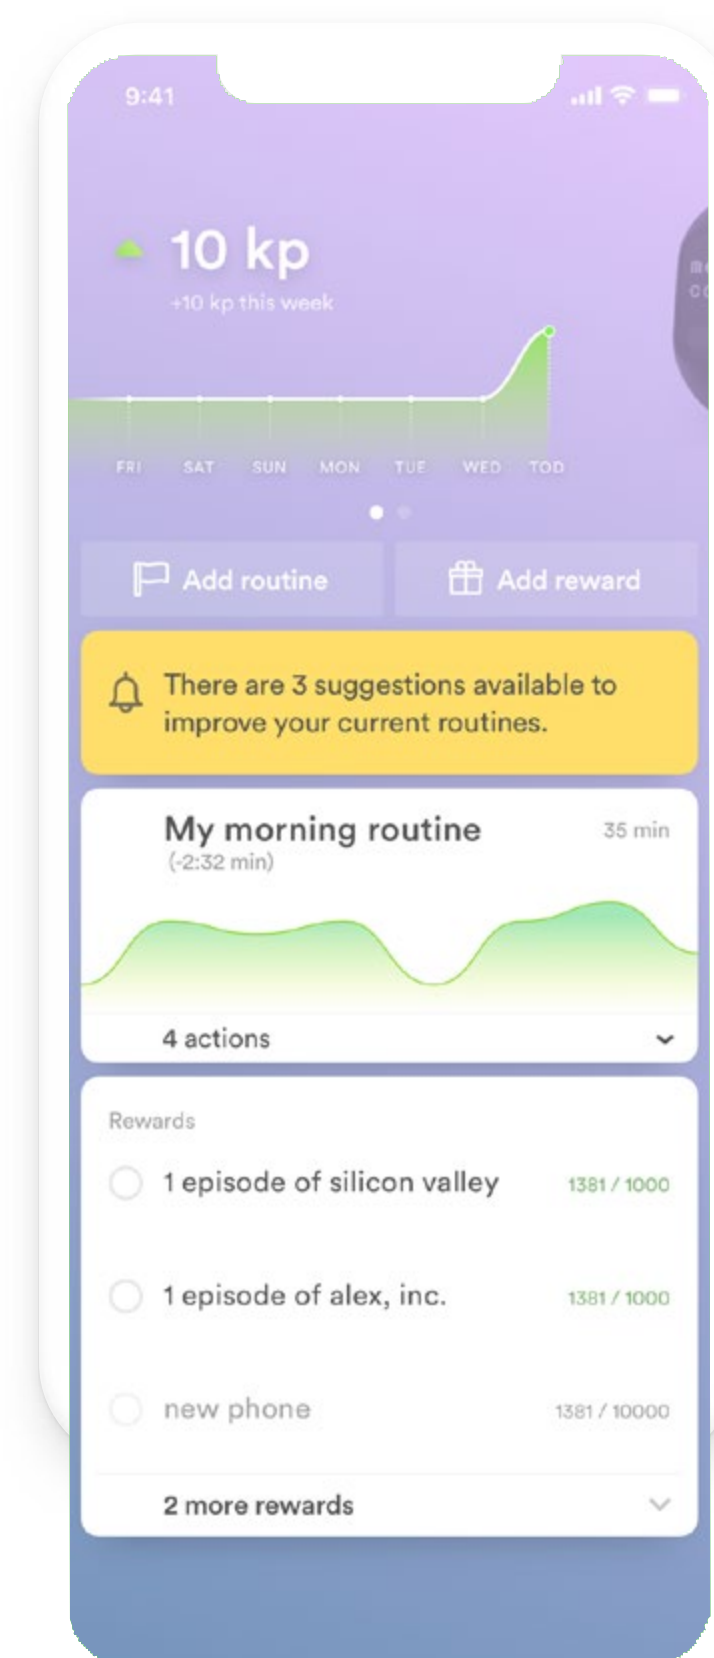 9:41
10 kp
+10 kp this week
FRI SAT SUN MON TUE WED TOD
Add routine
Add reward
There are 3 suggestions available to
improve your current routines.
My morning routine
35 min
(-2:32 min)
4 actions
Rewards
1 episode of silicon valley
1381 / 1000
1 episode of alex, inc.
1381 / 1000
new phone
1381 / 10000
2 more rewards